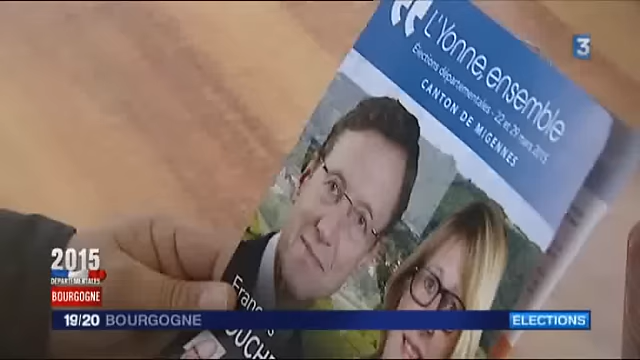 L'Yonne, ensemble
Élections départementales - 22 et 29 mars 2015
CANTON DE MIGENNES
3
2015
DÉPARTEMENTALES
BOURGOGNE
19/20 BOURGOGNE
ÉLECTIONS